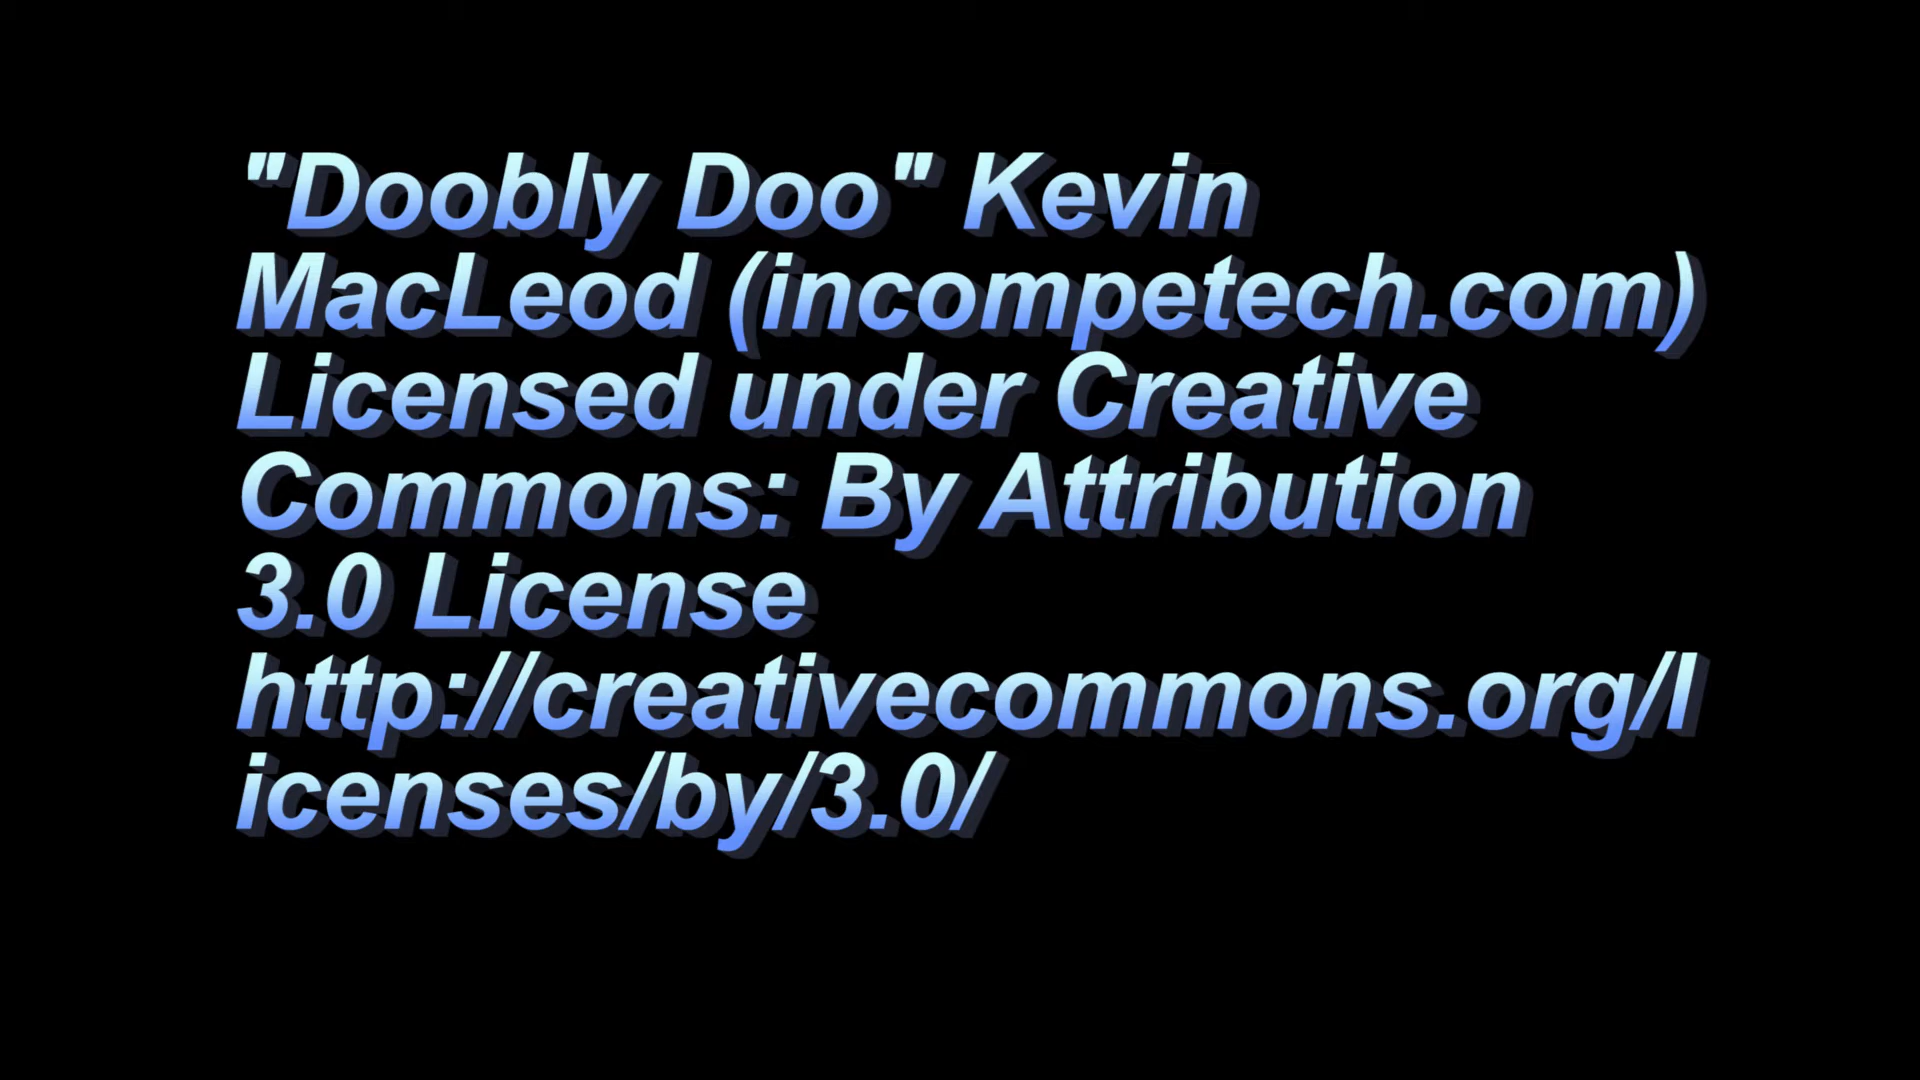 "Doobly Doo" Kevin
MacLeod (incompetech.com)
Licensed under Creative
Commons: By Attribution
3.0 License
http://creativecommons.org/l
icenses/by/3.0/